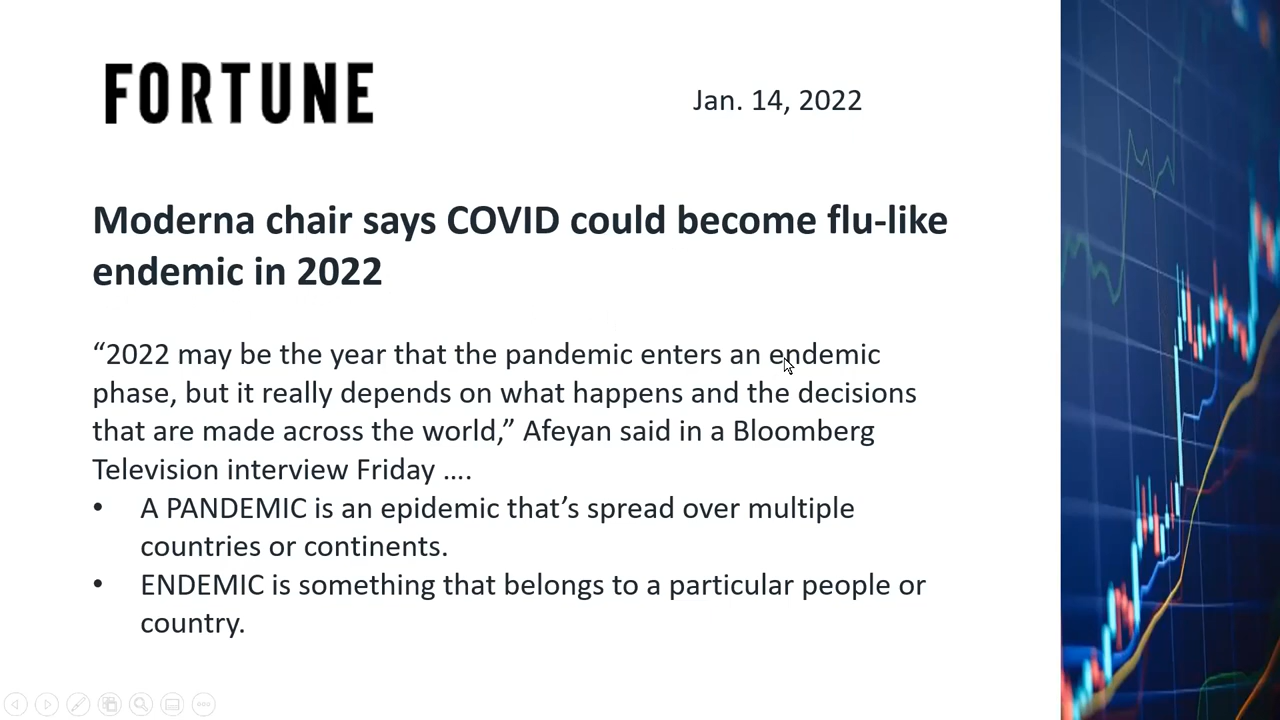 FORTUNE
Jan. 14, 2022
Moderna chair says COVID could become flu-like
endemic in 2022
“2022 may be the year that the pandemic enters an endemic
phase, but it really depends on what happens and the decisions
that are made across the world,” Afeyan said in a Bloomberg
Television interview Friday ….
• A PANDEMIC is an epidemic that’s spread over multiple
countries or continents.
• ENDEMIC is something that belongs to a particular people or
country.